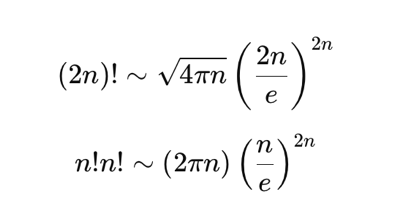 (2n)! ∼ √(4πn) (2n/e)^{2n}
n!n! ∼ (2πn) (n/e)^{2n}